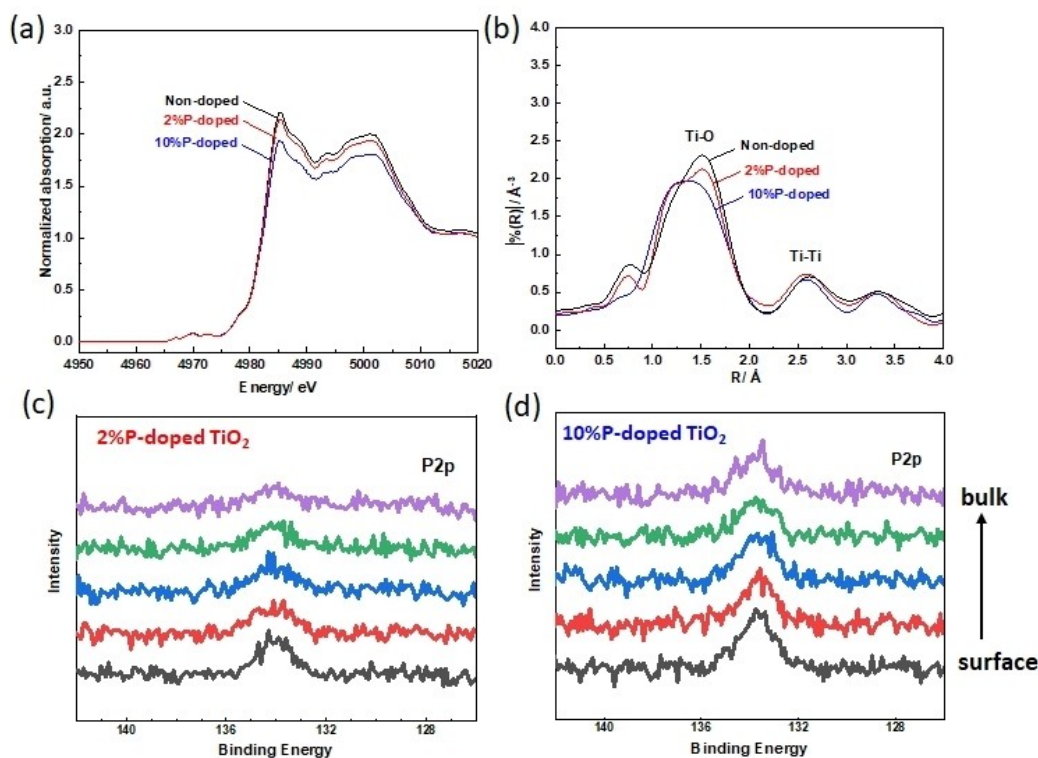 (a)
3.0
2.5
2.0
1.5
1.0
0.5
0.0
Normalized absorption/ a.u.
Non-doped
2%P-doped
10%P-doped
4950
4960
4970
4980
4990
5000
5010
5020
Energy/ eV
(b)
4.0
3.5
3.0
2.5
2.0
1.5
1.0
0.5
0.0
|%(R)|/ Å-³
Ti-O
Non-doped
2%P-doped
10%P-doped
Ti-Ti
0.0
0.5
1.0
1.5
2.0
2.5
3.0
3.5
4.0
R/ Å
(c)
2%P-doped TiO₂
P2p
Intensity
140
136
132
128
Binding Energy
(d)
10%P-doped TiO₂
P2p
Intensity
140
136
132
128
Binding Energy
bulk
surface